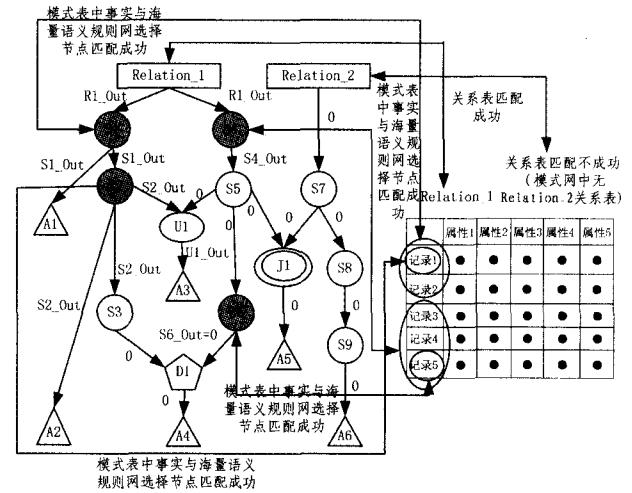 模式表中事实与海
量语义规则网选择
节点匹配成功
Relation_1
Relation_2
R1_Out
R1_Out
0
模式表中
事实与海
量语义规
则网选择
节点匹配
成功
关系表匹配
成功
关系表匹配不成功
(模式网中无
Relation_1 Relation_2关系表)
S1_Out
S1_Out
S4_Out
S2_Out
0
S5
S7
A1
U1
0
0
0
0
U1_Out
J1
S8
A3
S2_Out
S2_Out
0
0
S3
S6_Out=0
0
S9
0
A5
D1
0
0
A2
A4
A6
属性1
属性2
属性3
属性4
属性5
记录1
记录2
记录3
记录4
记录5
模式表中事实与海
量语义规则网选择
节点匹配成功
模式表中事实与海量语义
规则网选择节点匹配成功